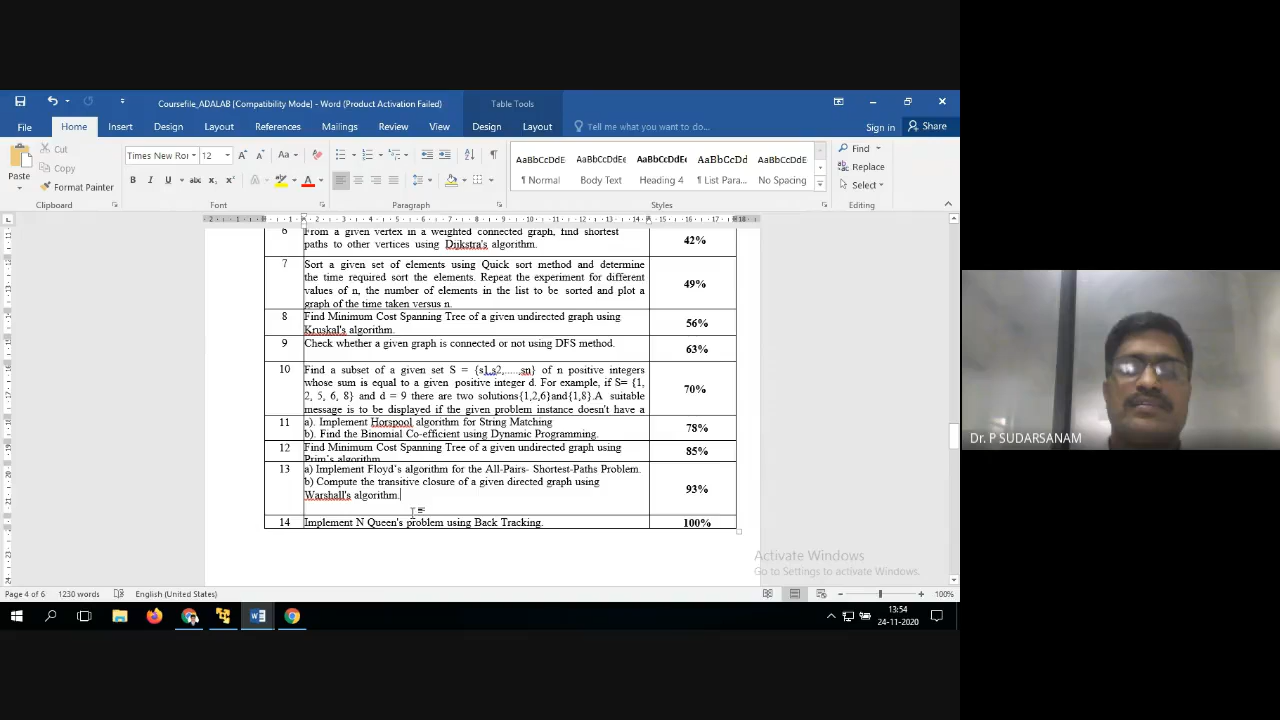 Coursefile_ADALAB [Compatibility Mode] - Word (Product Activation Failed)
Table Tools
File Home Insert Design Layout References Mailings Review View Design Layout Tell me what you want to do... Sign in Share
Paste
Cut
Copy
Format Painter
Times New Roı 12
AaBbCcDdE AaBbCcDdEe AaBbCcDdE AaBbCcDd AaBbCcDdE
¶ Normal Body Text Heading 4 ¶ List Para... No Spacing
Find
Replace
Select
Clipboard Font Paragraph Styles Editing
6 From a given vertex in a weighted connected graph, find shortest
paths to other vertices using Dijkstra's algorithm.
42%
7 Sort a given set of elements using Quick sort method and determine
the time required sort the elements. Repeat the experiment for different
values of n, the number of elements in the list to be sorted and plot a
graph of the time taken versus n.
49%
8 Find Minimum Cost Spanning Tree of a given undirected graph using
Kruskal's algorithm.
56%
9 Check whether a given graph is connected or not using DFS method.
63%
10 Find a subset of a given set S = {s1,s2,.....,sn} of n positive integers
whose sum is equal to a given positive integer d. For example, if S= {1,
2, 5, 6, 8} and d = 9 there are two solutions{1,2,6}and{1,8}.A suitable
message is to be displayed if the given problem instance doesn't have a
70%
11 a). Implement Horspool algorithm for String Matching
b). Find the Binomial Co-efficient using Dynamic Programming.
78%
12 Find Minimum Cost Spanning Tree of a given undirected graph using
Prim's algorithm
85%
13 a) Implement Floyd's algorithm for the All-Pairs- Shortest-Paths Problem.
b) Compute the transitive closure of a given directed graph using
Warshall's algorithm.
93%
14 Implement N Queen's problem using Back Tracking.
100%
Activate Windows
Go to Settings to activate Windows.
Page 4 of 6 1230 words English (United States) 100%
13:54
24-11-2020
Dr. P SUDARSANAM